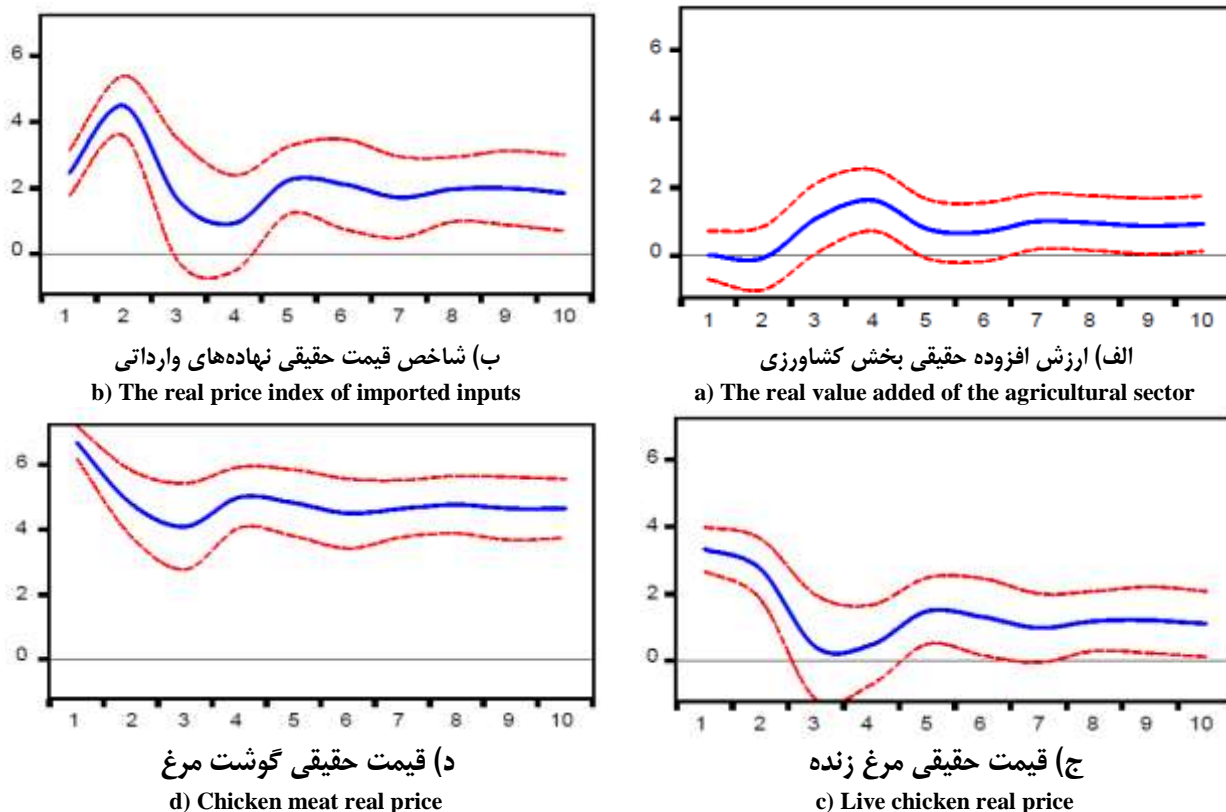 6
4
2
0
1 2 3 4 5 6 7 8 9 10
ب) شاخص قیمت حقیقی نهاده‌های وارداتی
b) The real price index of imported inputs
6
4
2
0
1 2 3 4 5 6 7 8 9 10
الف) ارزش افزوده حقیقی بخش کشاورزی
a) The real value added of the agricultural sector
6
4
2
0
1 2 3 4 5 6 7 8 9 10
د) قیمت حقیقی گوشت مرغ
d) Chicken meat real price
6
4
2
0
1 2 3 4 5 6 7 8 9 10
ج) قیمت حقیقی مرغ زنده
c) Live chicken real price